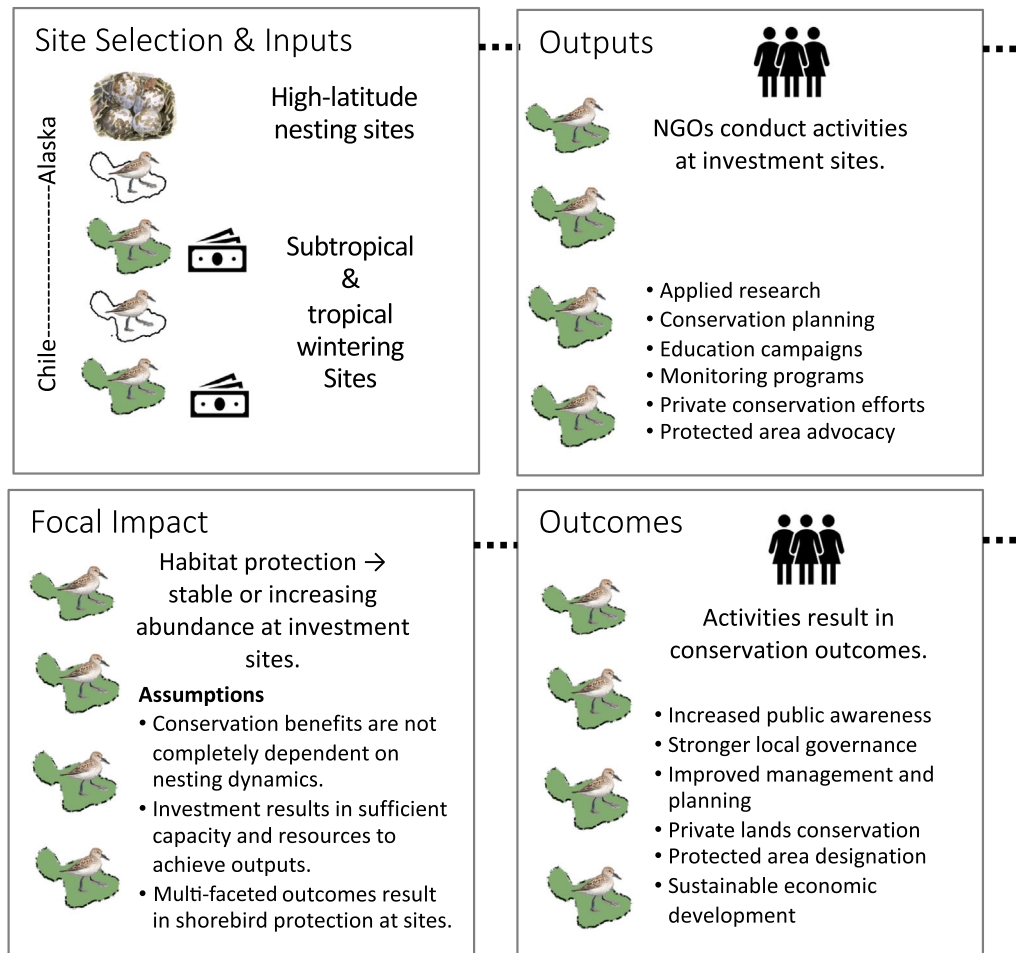 Site Selection & Inputs
High-latitude
nesting sites
Chile----------------------Alaska
Subtropical
&
tropical
wintering
Sites
Outputs
NGOs conduct activities
at investment sites.
• Applied research
• Conservation planning
• Education campaigns
• Monitoring programs
• Private conservation efforts
• Protected area advocacy
Focal Impact
Habitat protection →
stable or increasing
abundance at investment
sites.
Assumptions
• Conservation benefits are not
completely dependent on
nesting dynamics.
• Investment results in sufficient
capacity and resources to
achieve outputs.
• Multi-faceted outcomes result
in shorebird protection at sites.
Outcomes
Activities result in
conservation outcomes.
• Increased public awareness
• Stronger local governance
• Improved management and
planning
• Private lands conservation
• Protected area designation
• Sustainable economic
development